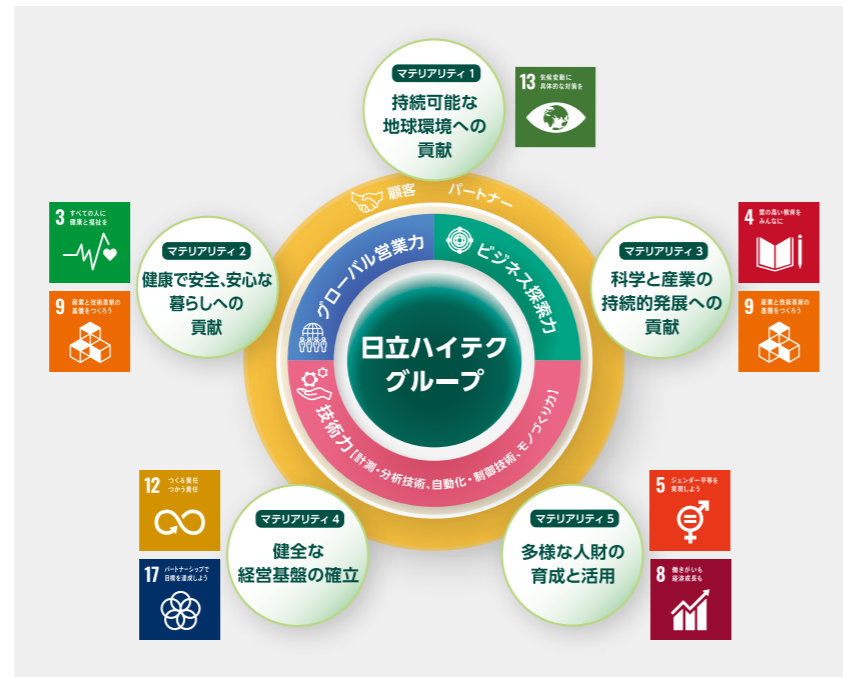 マテリアリティ 1
持続可能な
地球環境への
貢献
13 気候変動に
具体的な対策を
顧客
パートナー
3 すべての人に
健康と福祉を
9 産業と技術革新の
基盤をつくろう
マテリアリティ 2
健康で安全、安心な
暮らしへの
貢献
グローバル営業力
ビジネス探索力
マテリアリティ 3
科学と産業の
持続的発展への
貢献
4 質の高い教育を
みんなに
9 産業と技術革新の
基盤をつくろう
日立ハイテク
グループ
技術力【計測・分析技術、自動化・制御技術、モノづくり力】
12 つくる責任
つかう責任
17 パートナーシップで
目標を達成しよう
マテリアリティ 4
健全な
経営基盤の確立
マテリアリティ 5
多様な人財の
育成と活用
5 ジェンダー平等を
実現しよう
8 働きがいも
経済成長も